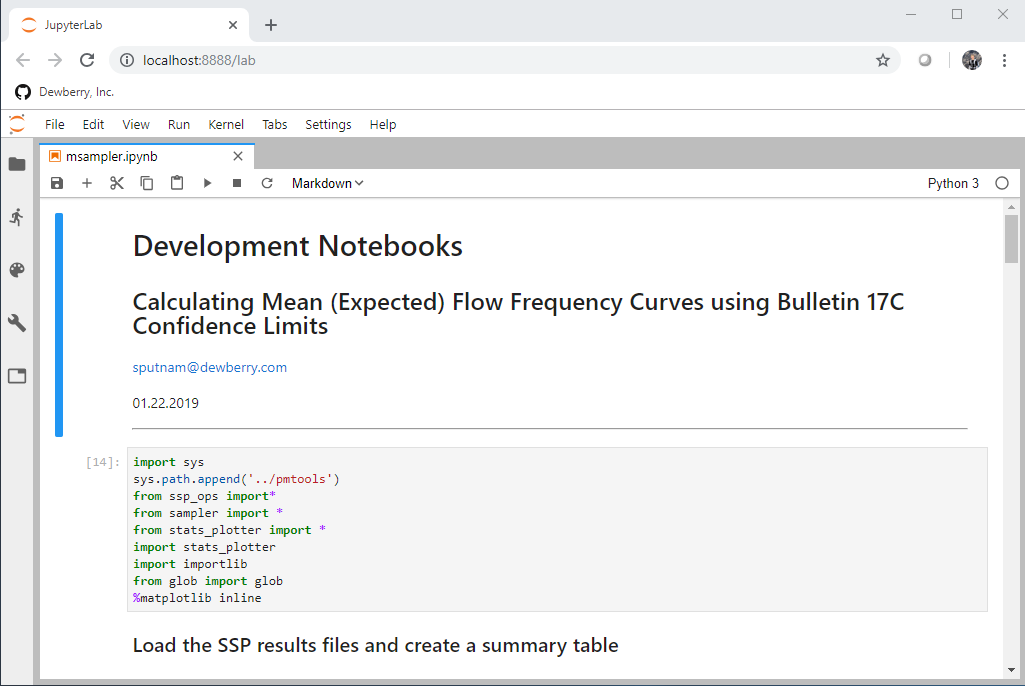 JupyterLab
localhost:8888/lab
Dewberry, Inc.
File Edit View Run Kernel Tabs Settings Help
msampler.ipynb
Markdown Python 3
Development Notebooks
Calculating Mean (Expected) Flow Frequency Curves using Bulletin 17C
Confidence Limits
sputnam@dewberry.com
01.22.2019
[14]: import sys
sys.path.append('../pmtools')
from ssp_ops import*
from sampler import *
from stats_plotter import *
import stats_plotter
import importlib
from glob import glob
%matplotlib inline
Load the SSP results files and create a summary table